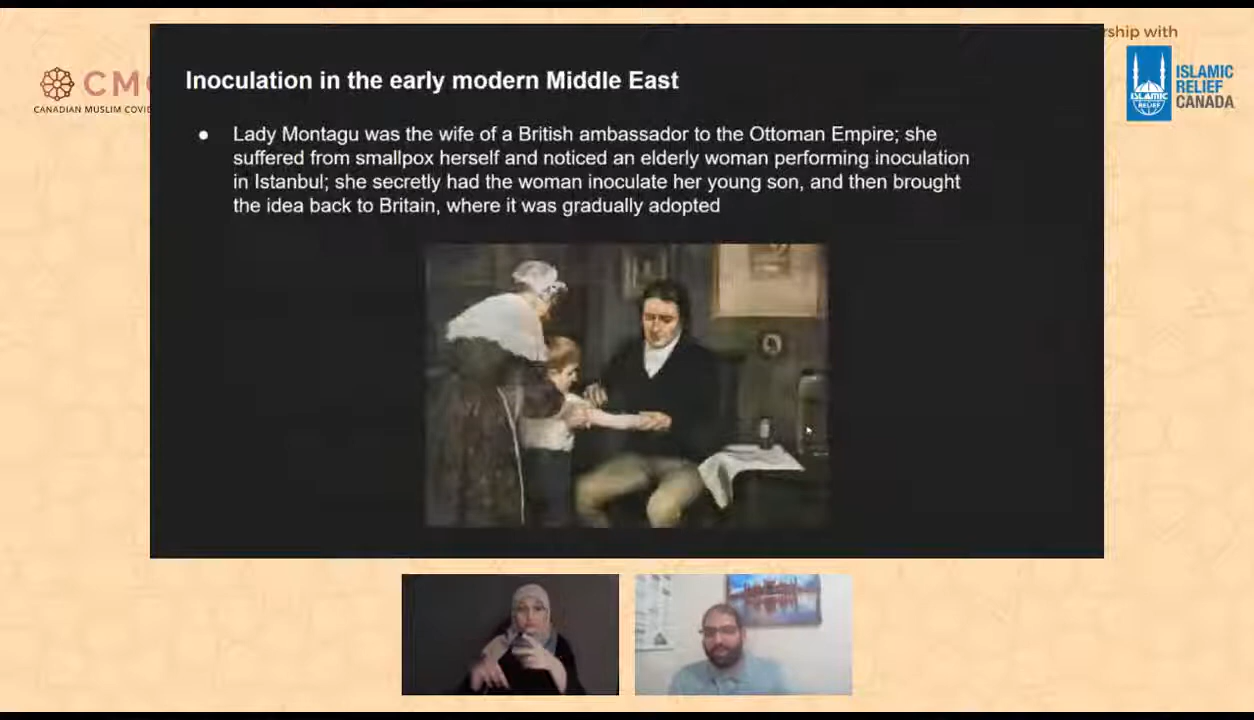 rship with
CMC
CANADIAN MUSLIM COVID
ISLAMIC
RELIEF
CANADA
ISLAMIC
RELIEF
Inoculation in the early modern Middle East
● Lady Montagu was the wife of a British ambassador to the Ottoman Empire; she
suffered from smallpox herself and noticed an elderly woman performing inoculation
in Istanbul; she secretly had the woman inoculate her young son, and then brought
the idea back to Britain, where it was gradually adopted